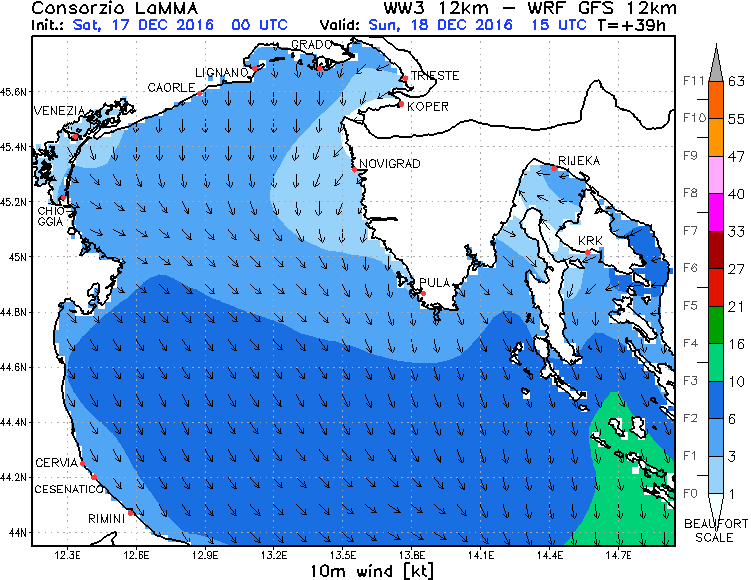 Consorzio LaMMA WW3 12km – WRF GFS 12km
Init.: Sat, 17 DEC 2016 00 UTC Valid: Sun, 18 DEC 2016 15 UTC T=+39h
GRADO
LIGNANO
TRIESTE
CAORLE
KOPER
VENEZIA
NOVIGRAD
RIJEKA
CHIO-
GGIA
KRK
PULA
CERVIA
CESENATICO
RIMINI
45.6N
45.4N
45.2N
45N
44.8N
44.6N
44.4N
44.2N
44N
12.3E 12.6E 12.9E 13.2E 13.5E 13.8E 14.1E 14.4E 14.7E
10m wind [kt]
F11 63
F10 55
F9 47
F8 40
F7 33
F6 27
F5 21
F4 16
F3 10
F2 6
F1 3
F0 1
BEAUFORT
SCALE